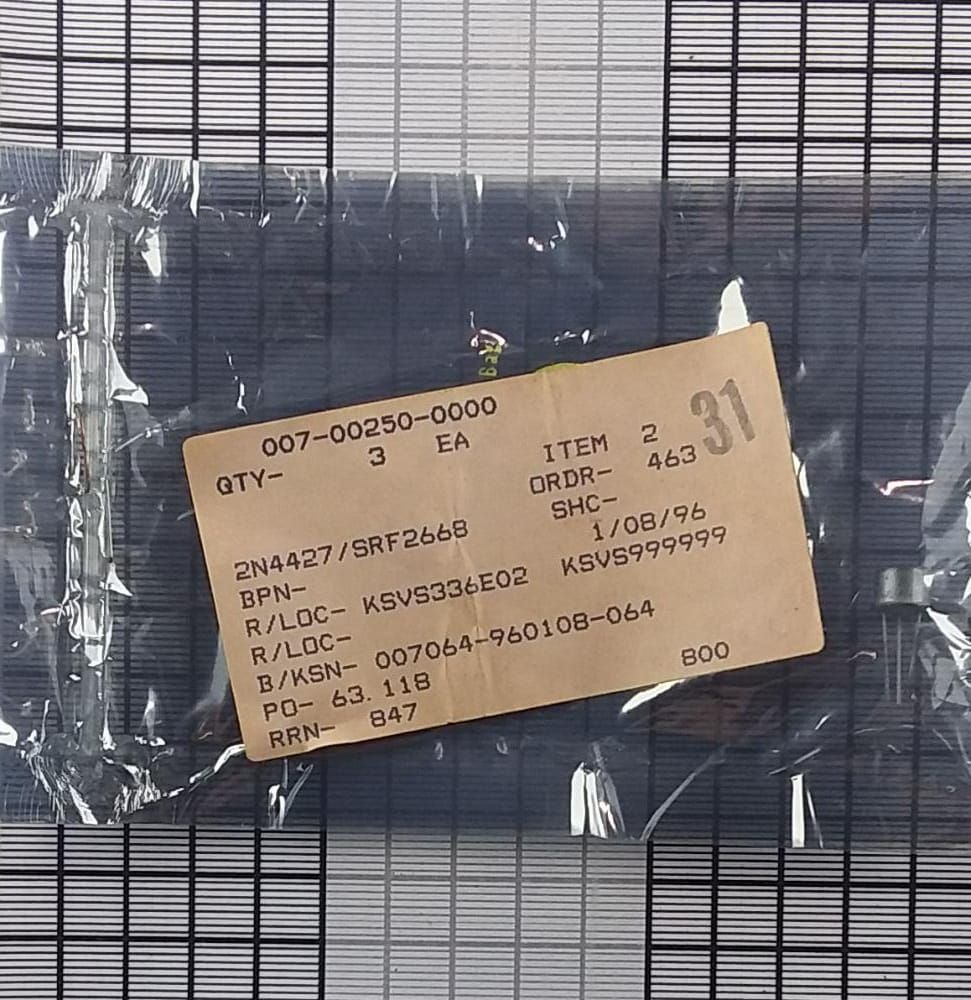 007-00250-0000
QTY- 3 EA
ITEM 2
31
ORDR- 463
SHC-
2N4427/SRF2668 1/08/96
BPN-
R/LOC- KSVS336E02 KSVS999999
R/LOC-
B/KSN- 007064-960108-064
PO- 63.118 800
RRN- 847